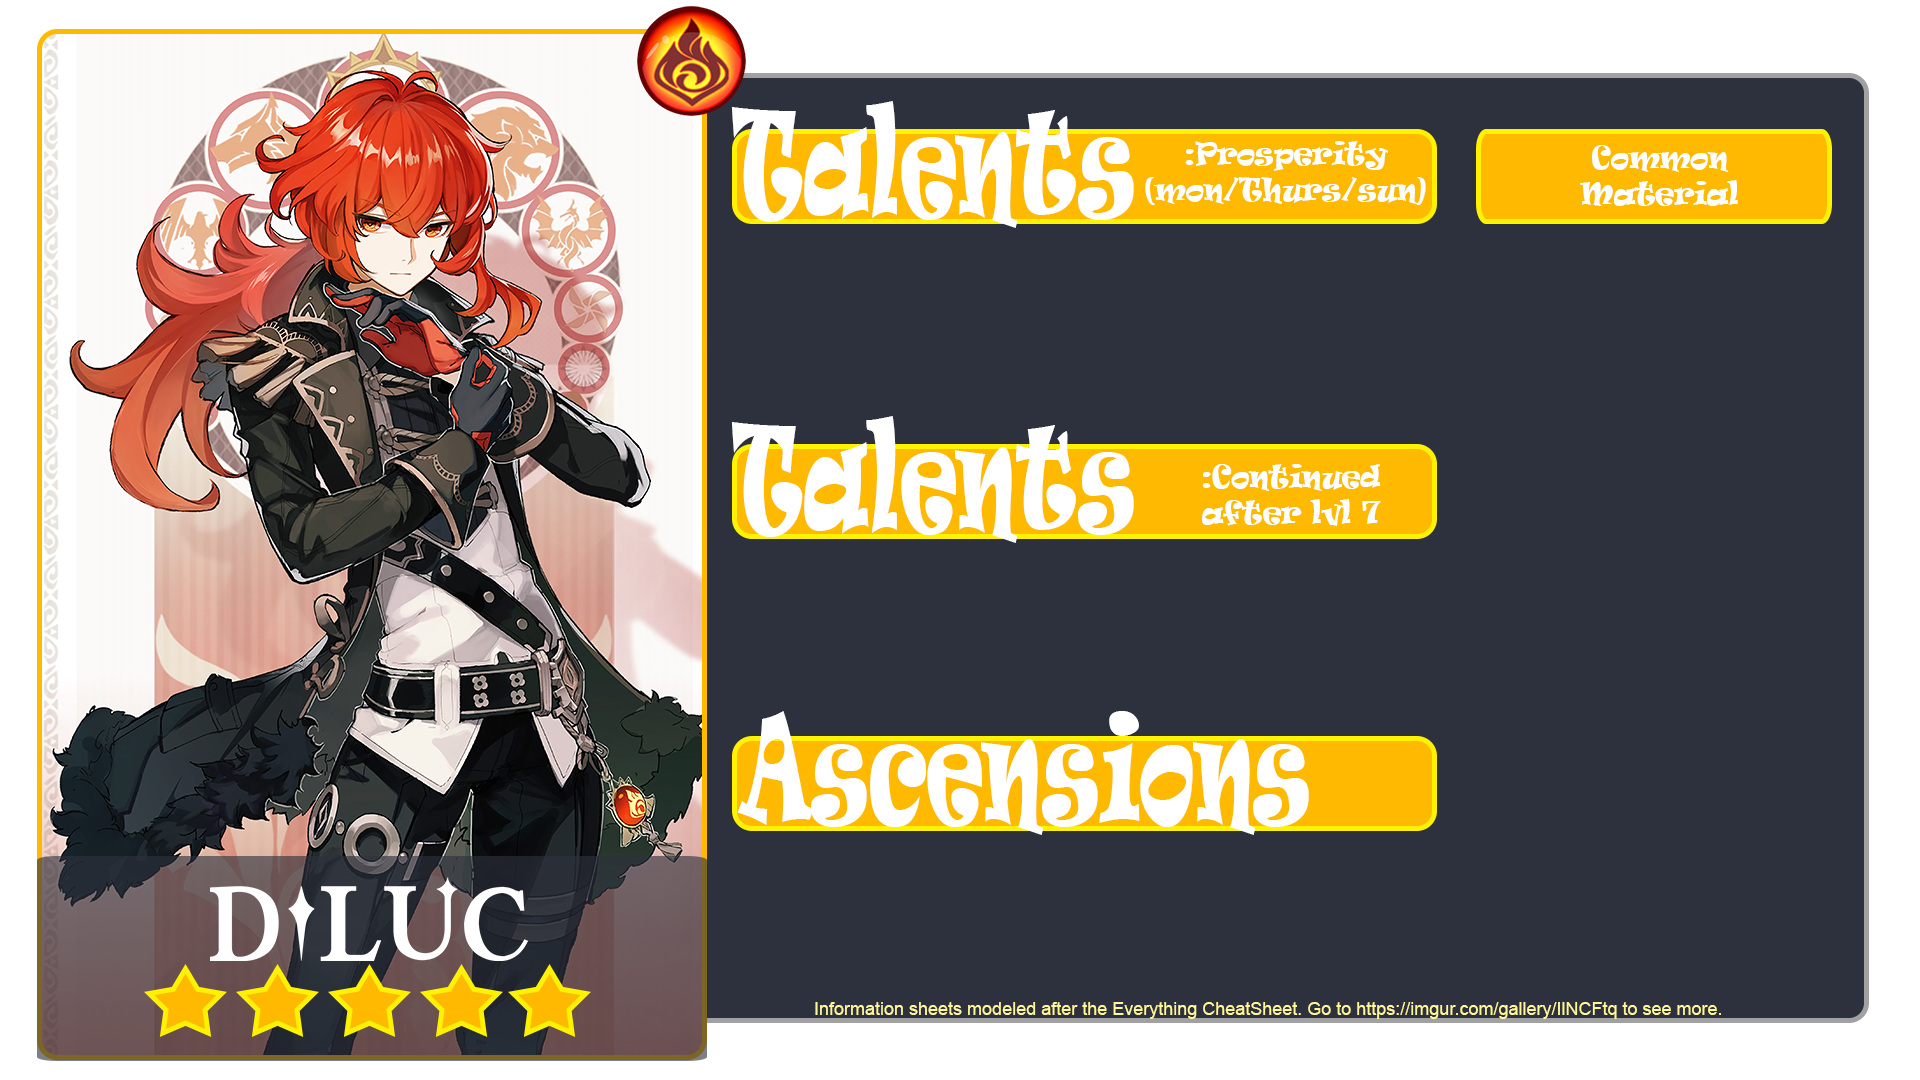 Talents
:Prosperity
(mon/Thurs/sun)
Common
Material
Talents
:Continued
after lvl 7
Ascensions
DILUC
Information sheets modeled after the Everything CheatSheet. Go to https://imgur.com/gallery/IINCFtq to see more.